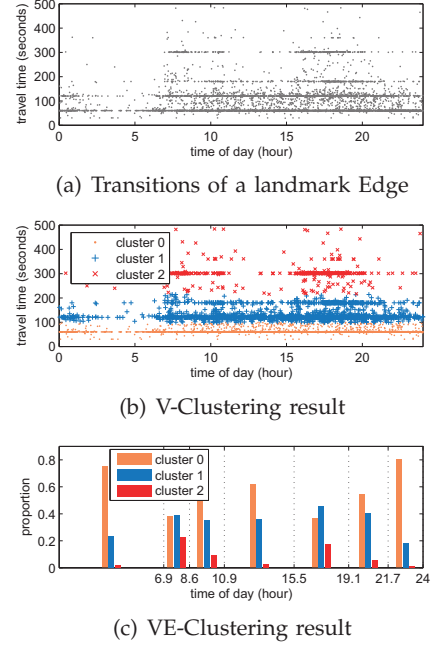 500
400
300
200
100
0
travel time (seconds)
0 5 10 15 20
time of day (hour)
(a) Transitions of a landmark Edge
500
400
300
200
100
0
travel time (seconds)
cluster 0
cluster 1
cluster 2
0 5 10 15 20
time of day (hour)
(b) V-Clustering result
0.8
0.6
0.4
0.2
0
proportion
cluster 0
cluster 1
cluster 2
6.9 8.6 10.9 15.5 19.1 21.7 24
time of day (hour)
(c) VE-Clustering result